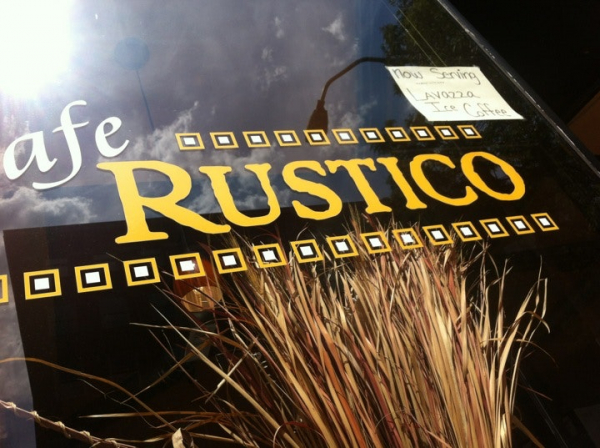 afe
RUSTICO
now Serving
LAVAZZA
Ice Coffee